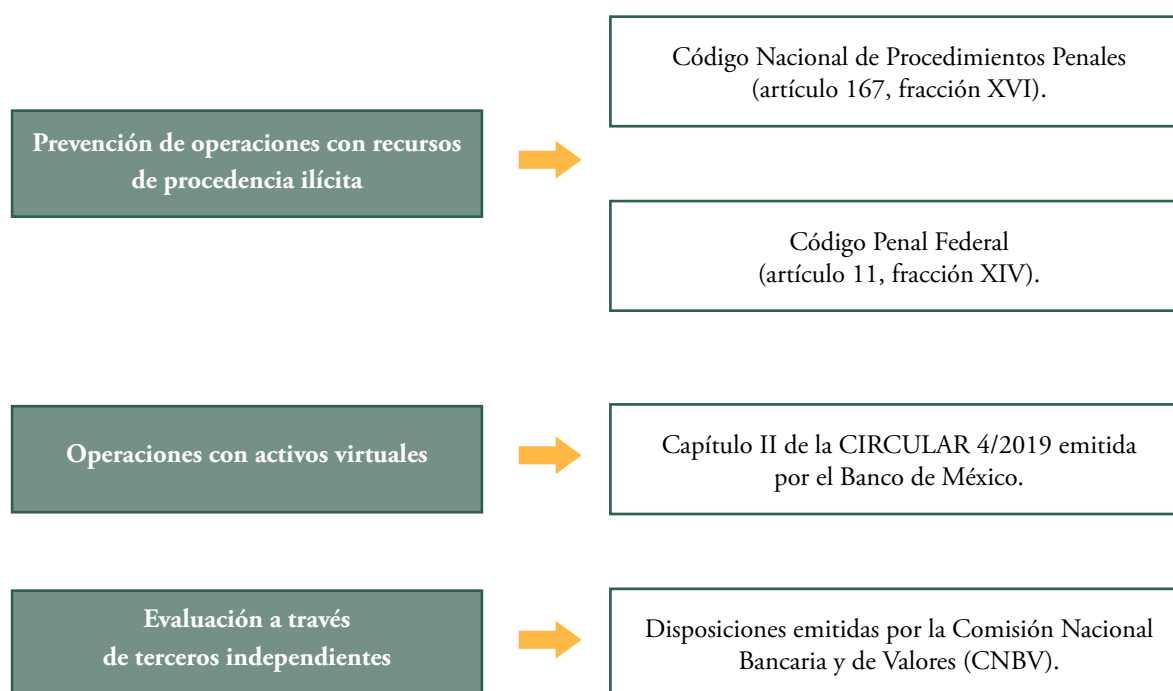 Código Nacional de Procedimientos Penales
(artículo 167, fracción XVI).
Prevención de operaciones con recursos
de procedencia ilícita
Código Penal Federal
(artículo 11, fracción XIV).
Operaciones con activos virtuales
Capítulo II de la CIRCULAR 4/2019 emitida
por el Banco de México.
Evaluación a través
de terceros independientes
Disposiciones emitidas por la Comisión Nacional
Bancaria y de Valores (CNBV).